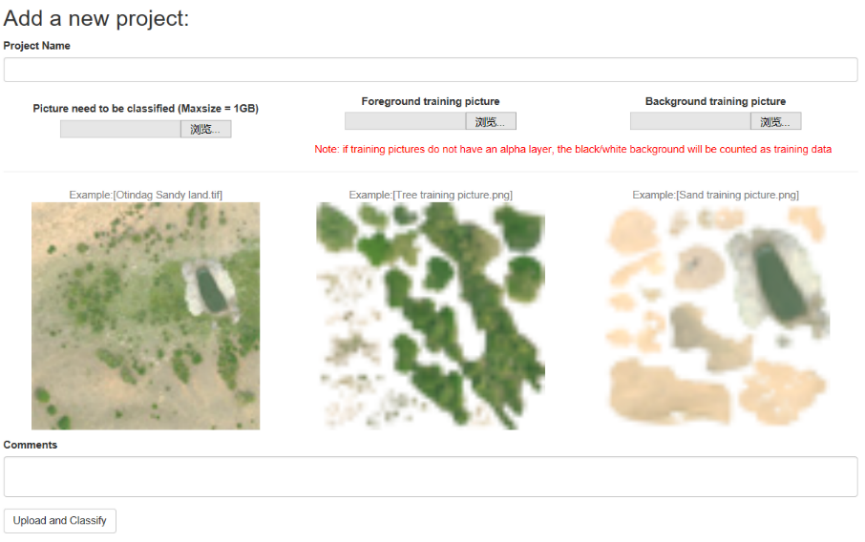 Add a new project:
Project Name
Picture need to be classified (Maxsize = 1GB)
浏览...
Foreground training picture
浏览...
Background training picture
浏览...
Note: if training pictures do not have an alpha layer, the black/white background will be counted as training data
Example:[Otindag Sandy land.tif]
Example:[Tree training picture.png]
Example:[Sand training picture.png]
Comments
Upload and Classify